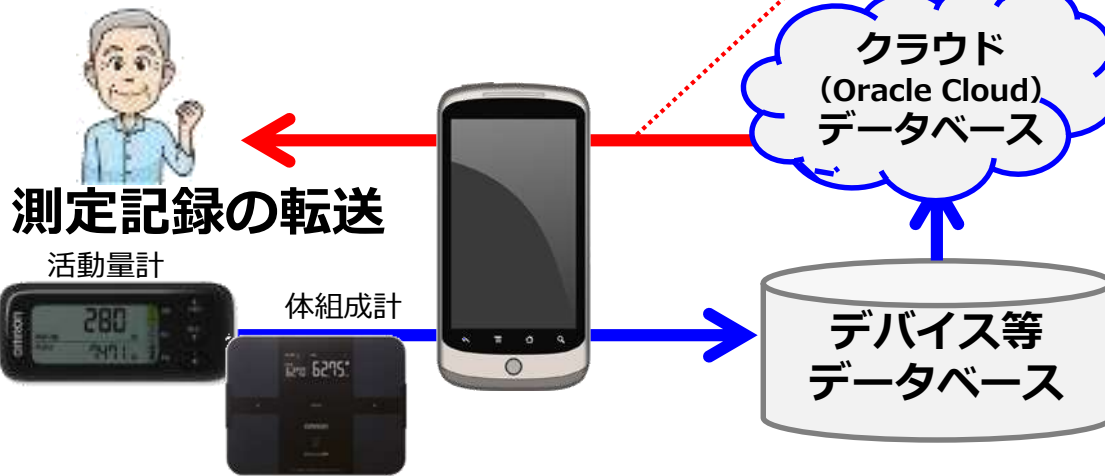 クラウド
（Oracle Cloud）
データベース
測定記録の転送
活動量計
体組成計
omron
280
デバイス等
データベース